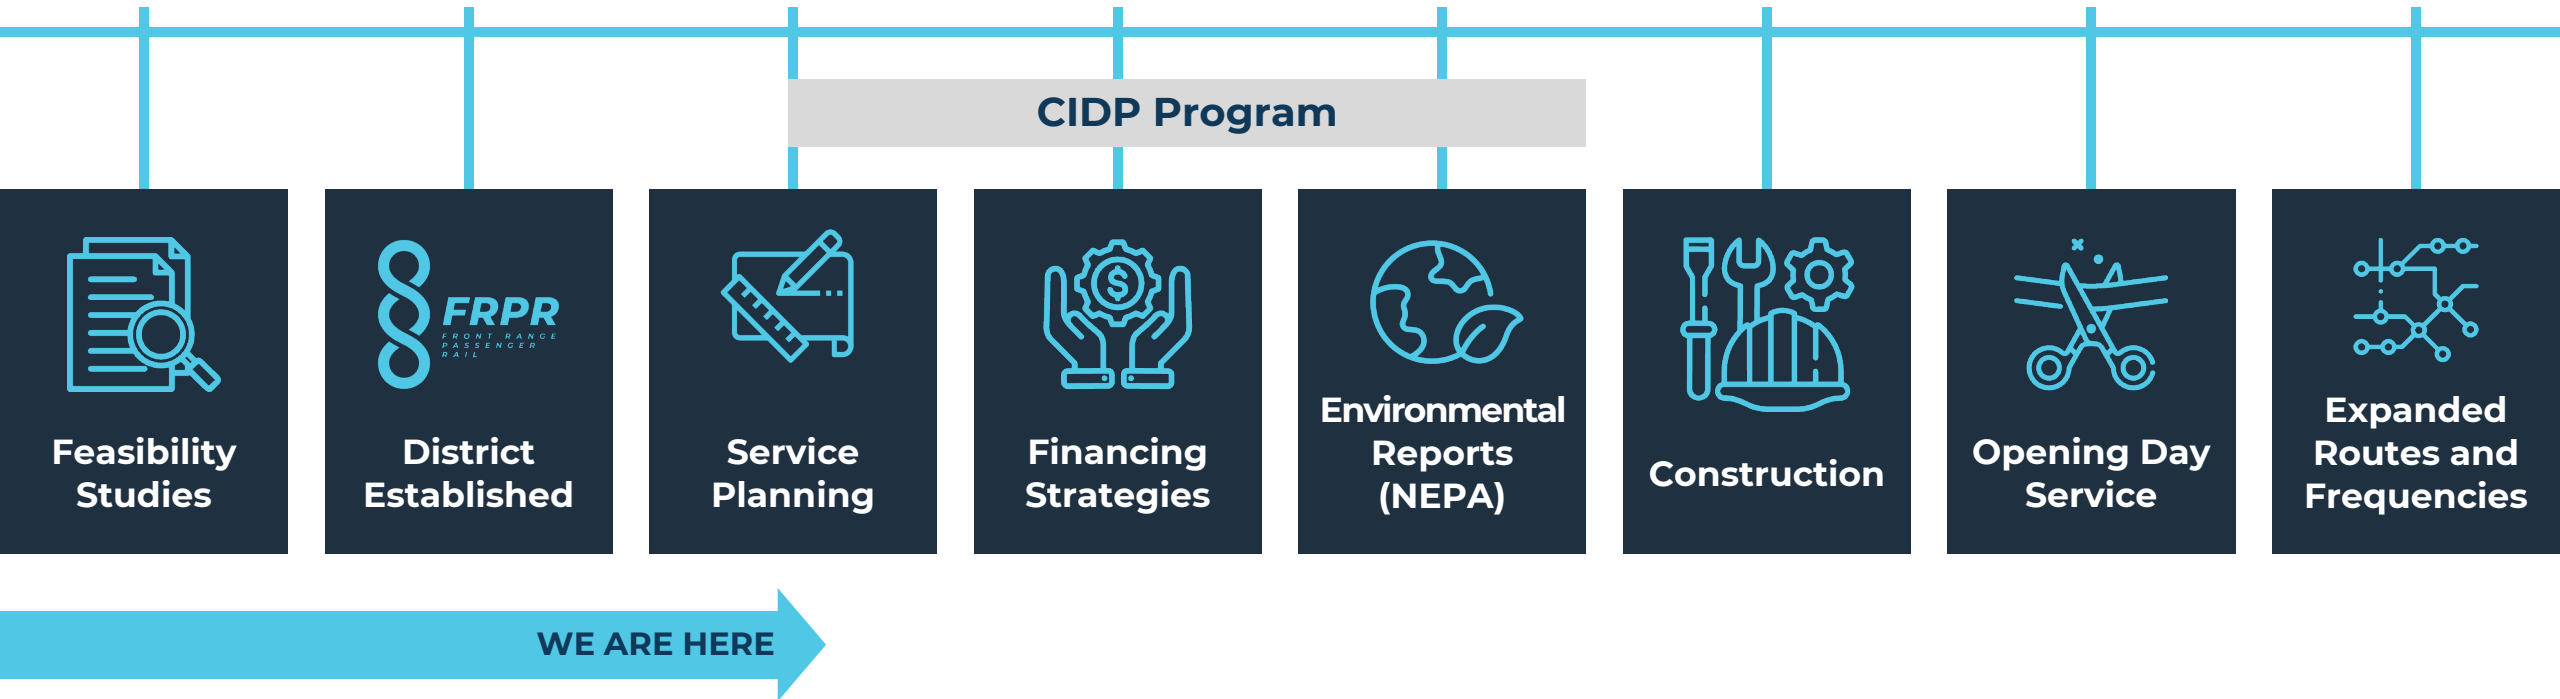 CIDP Program
FRPR
FRONT RANGE
PASSENGER
RAIL
$
Feasibility
Studies
District
Established
Service
Planning
Financing
Strategies
Environmental
Reports
(NEPA)
Construction
Opening Day
Service
Expanded
Routes and
Frequencies
WE ARE HERE